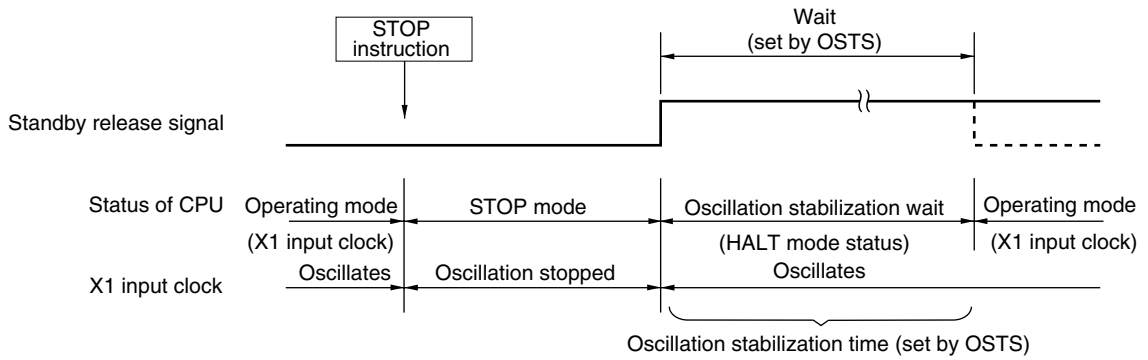 STOP
instruction
Wait
(set by OSTS)
Standby release signal
Status of CPU
Operating mode
STOP mode
Oscillation stabilization wait
Operating mode
(X1 input clock)
(HALT mode status)
(X1 input clock)
X1 input clock
Oscillates
Oscillation stopped
Oscillates
Oscillation stabilization time (set by OSTS)